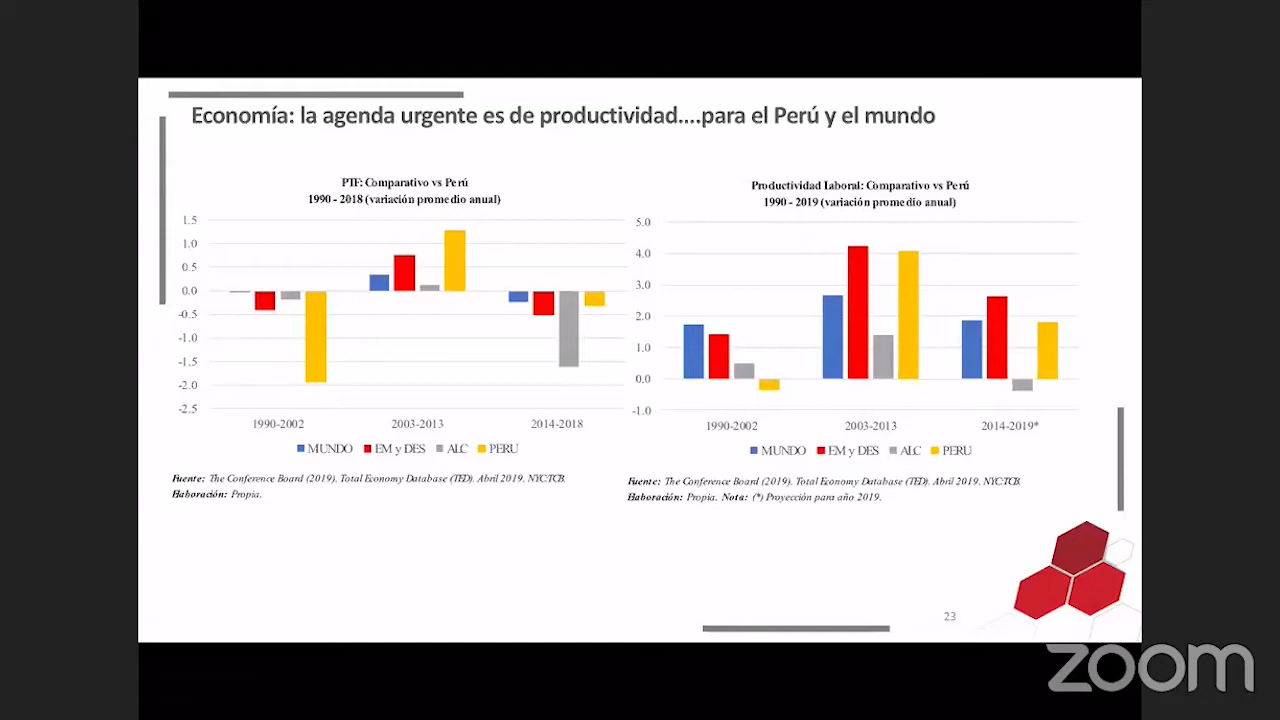 Economía: la agenda urgente es de productividad....para el Perú y el mundo
PTF: Comparativo vs Perú
1990 - 2018 (variación promedio anual)
1.5
1.0
0.5
0.0
-0.5
-1.0
-1.5
-2.0
-2.5
1990-2002
2003-2013
2014-2018
MUNDO EM y DES ALC PERU
Fuente: The Conference Board (2019). Total Economy Database (TED). Abril 2019. NYC:TCB.
Elaboración: Propia.
Productividad Laboral: Comparativo vs Perú
1990 - 2019 (variación promedio anual)
5.0
4.0
3.0
2.0
1.0
0.0
-1.0
1990-2002
2003-2013
2014-2019*
MUNDO EM y DES ALC PERU
Fuente: The Conference Board (2019). Total Economy Database (TED). Abril 2019. NYC:TCB.
Elaboración: Propia. Nota: (*) Proyección para año 2019.
23
zoom